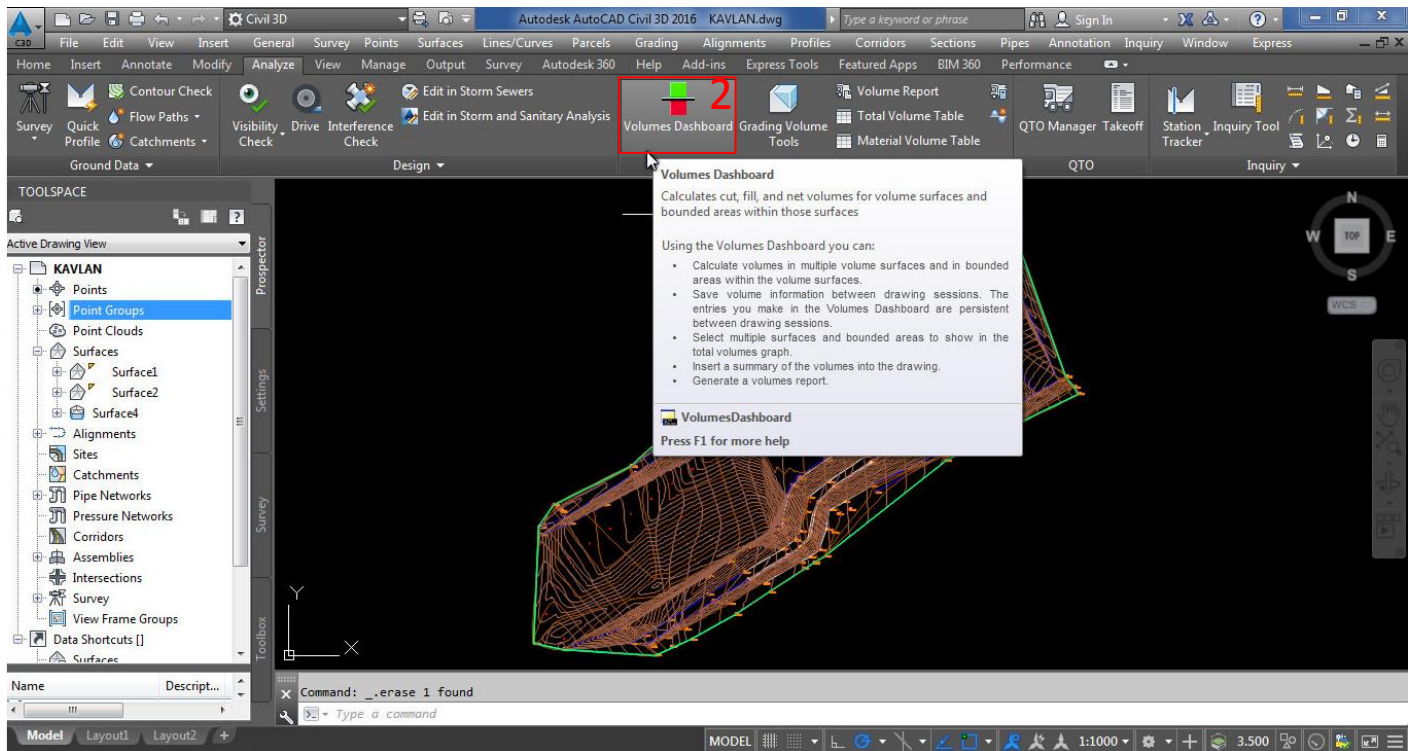 Civil 3D
Autodesk AutoCAD Civil 3D 2016 KAVLAN.dwg
Type a keyword or phrase
Sign In
C3D
File Edit View Insert General Survey Points Surfaces Lines/Curves Parcels Grading Alignments Profiles Corridors Sections Pipes Annotation Inquiry Window Express
Home Insert Annotate Modify Analyze View Manage Output Survey Autodesk 360 Help Add-ins Express Tools Featured Apps BIM 360 Performance
Survey
Quick Profile
Contour Check
Flow Paths
Catchments
Ground Data
Visibility Check
Drive
Interference Check
Edit in Storm Sewers
Edit in Storm and Sanitary Analysis
Design
2
Volumes Dashboard
Grading Volume Tools
Volume Report
Total Volume Table
Material Volume Table
QTO Manager
Takeoff
QTO
Station Tracker
Inquiry Tool
Inquiry
Volumes Dashboard
Calculates cut, fill, and net volumes for volume surfaces and
bounded areas within those surfaces
Using the Volumes Dashboard you can:
• Calculate volumes in multiple volume surfaces and in bounded
areas within the volume surfaces.
• Save volume information between drawing sessions. The
entries you make in the Volumes Dashboard are persistent
between drawing sessions.
• Select multiple surfaces and bounded areas to show in the
total volumes graph.
• Insert a summary of the volumes into the drawing.
• Generate a volumes report.
VolumesDashboard
Press F1 for more help
TOOLSPACE
Active Drawing View
KAVLAN
Points
Point Groups
Point Clouds
Surfaces
Surface1
Surface2
Surface4
Alignments
Sites
Catchments
Pipe Networks
Pressure Networks
Corridors
Assemblies
Intersections
Survey
View Frame Groups
Data Shortcuts []
Surfaces
Name Descript...
Prospector
Settings
Survey
Toolbox
N
W TOP E
S
WCS
Y
X
Command: _.erase 1 found
Type a command
Model Layout1 Layout2 +
MODEL
1:1000
3.500